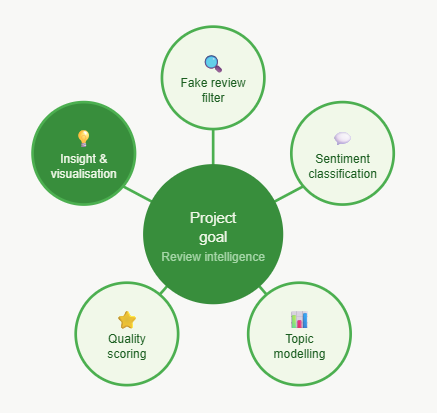 Fake review
filter
Insight &
visualisation
Sentiment
classification
Project
goal
Review intelligence
Quality
scoring
Topic
modelling